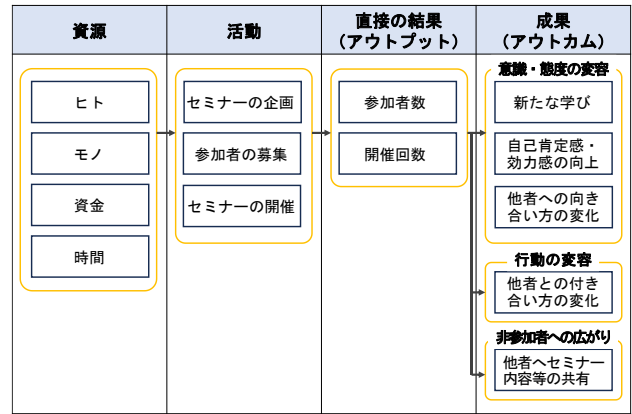 資源
活動
直接の結果
（アウトプット）
成果
（アウトカム）
ヒト
モノ
資金
時間
セミナーの企画
参加者の募集
セミナーの開催
参加者数
開催回数
意識・態度の変容
新たな学び
自己肯定感・
効力感の向上
他者への向き
合い方の変化
行動の変容
他者との付き
合い方の変化
非参加者への広がり
他者へセミナー
内容等の共有